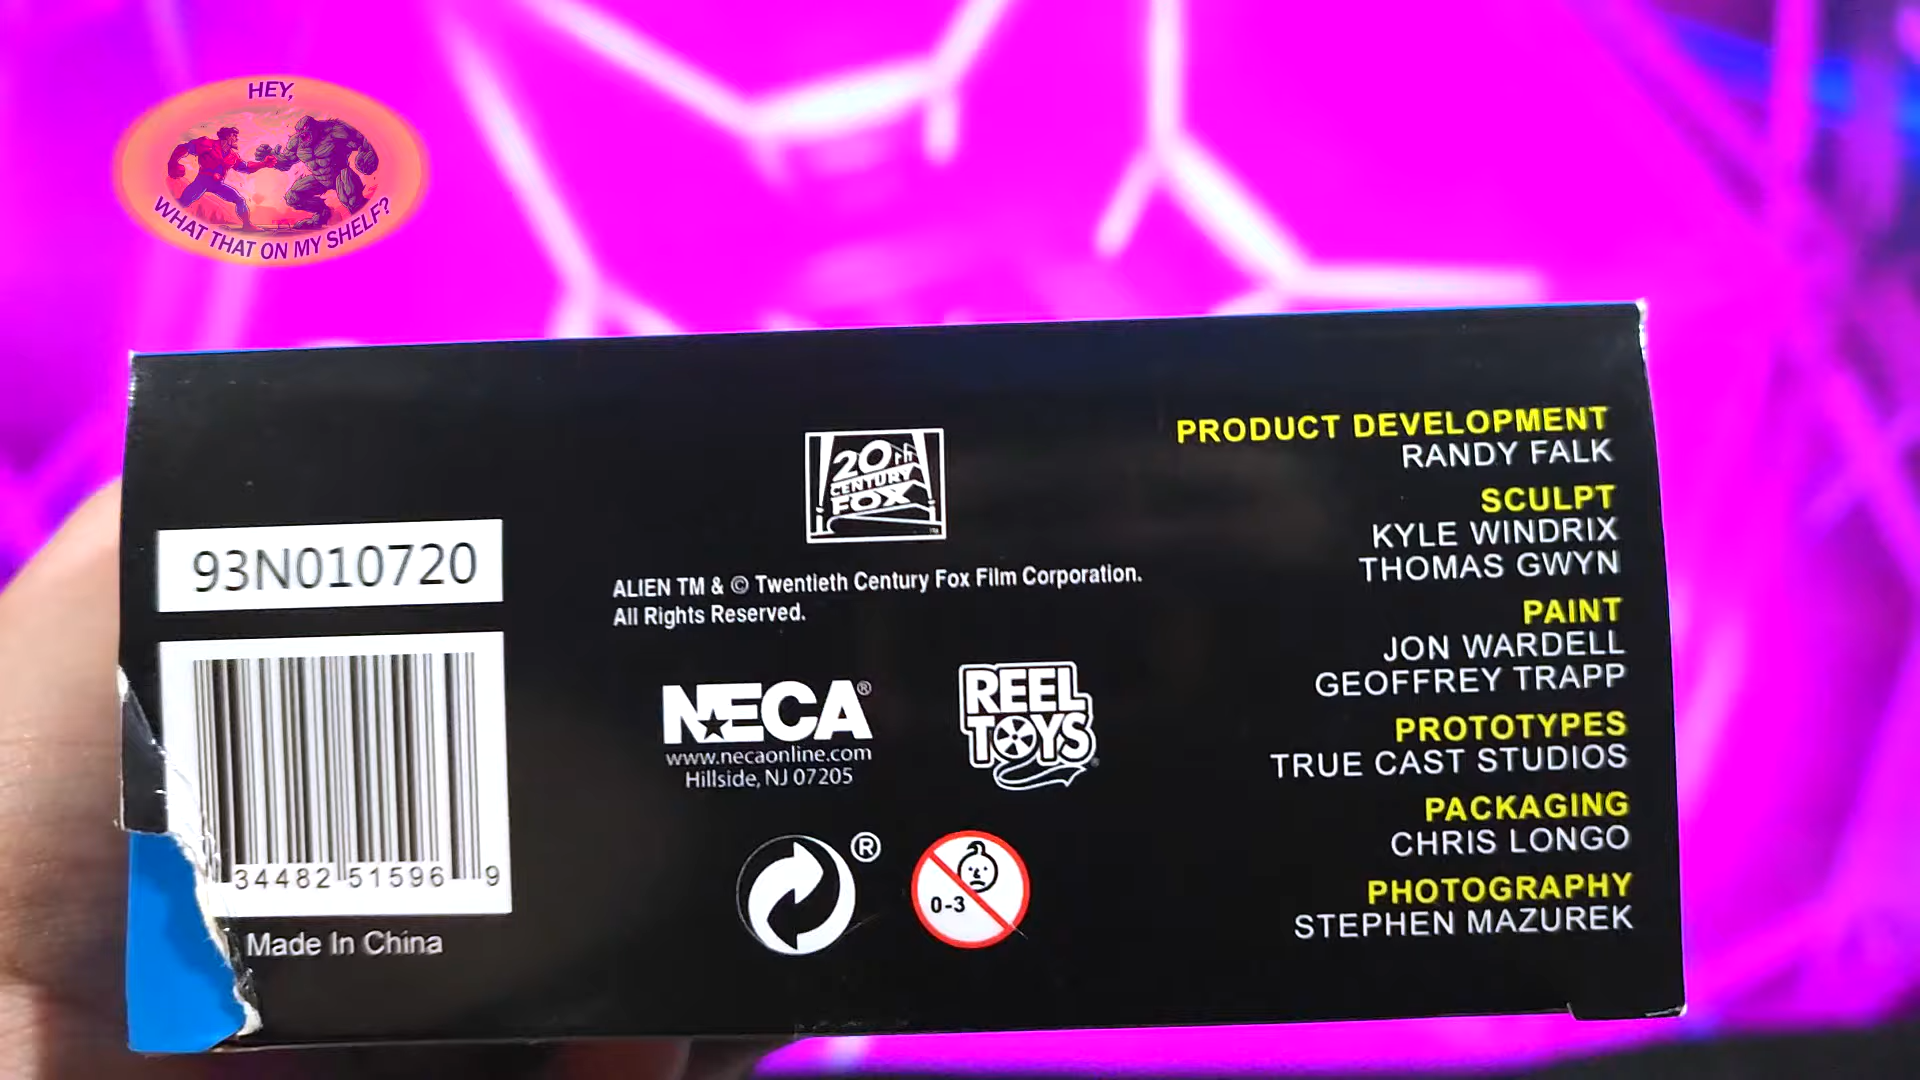 HEY,
WHAT THAT ON MY SHELF?
93N010720
34482 51596 9
Made In China
20TH
CENTURY
FOX
TM
ALIEN TM & © Twentieth Century Fox Film Corporation.
All Rights Reserved.
NECA®
www.necaonline.com
Hillside, NJ 07205
REEL
TOYS®
®
0-3
PRODUCT DEVELOPMENT
RANDY FALK
SCULPT
KYLE WINDRIX
THOMAS GWYN
PAINT
JON WARDELL
GEOFFREY TRAPP
PROTOTYPES
TRUE CAST STUDIOS
PACKAGING
CHRIS LONGO
PHOTOGRAPHY
STEPHEN MAZUREK